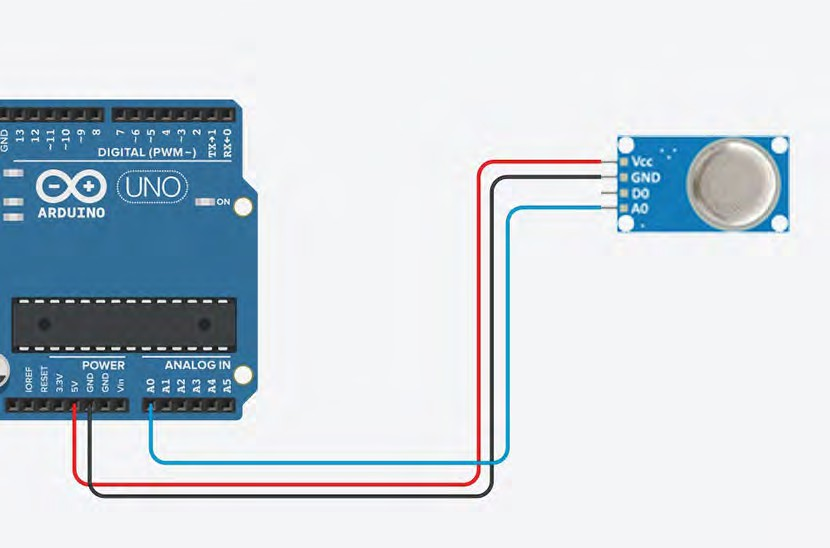 GND
13
12
~11
~10
~9
8
7
~6
~5
4
~3
2
TX→1
RX←0
DIGITAL (PWM~)
UNO
ON
ARDUINO
POWER
ANALOG IN
IOREF
RESET
3.3V
5V
GND
GND
Vin
A0
A1
A2
A3
A4
A5
Vcc
GND
D0
A0